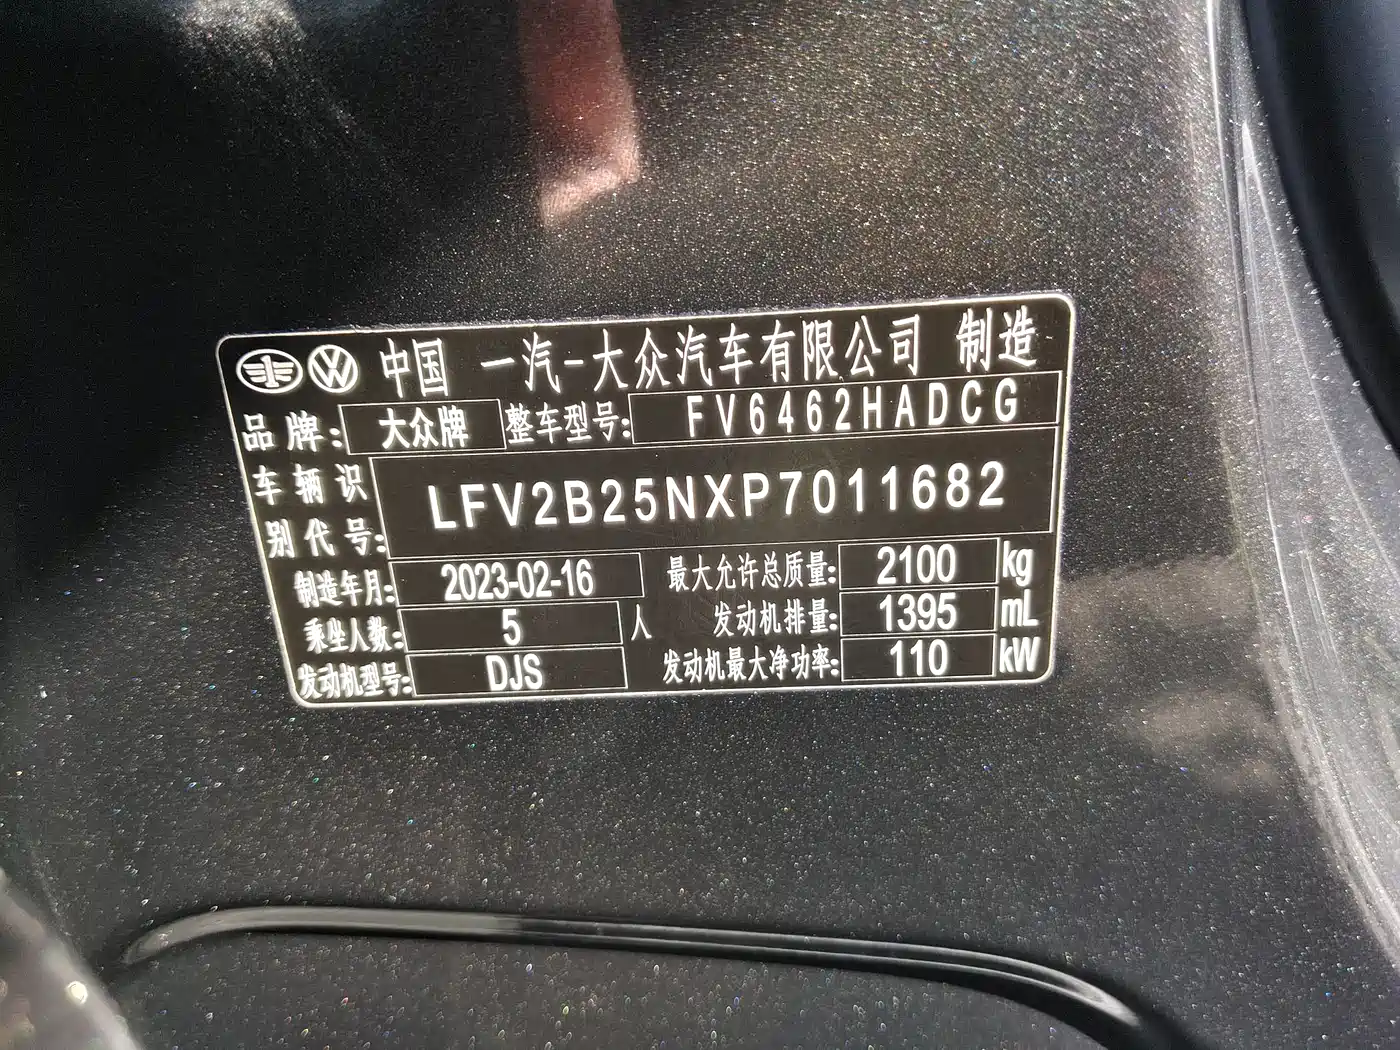 中国 一汽-大众汽车有限公司 制造
品牌: 大众牌 整车型号: FV6462HADCG
车辆识别代号: LFV2B25NXP7011682
制造年月: 2023-02-16 最大允许总质量: 2100 kg
乘坐人数: 5 人 发动机排量: 1395 mL
发动机型号: DJS 发动机最大净功率: 110 kW